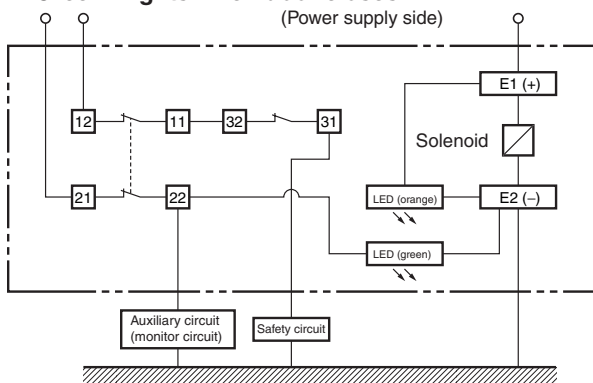 (Power supply side)
E1 (+)
12
11
32
31
Solenoid
21
22
LED (orange)
E2 (–)
LED (green)
Auxiliary circuit
(monitor circuit)
Safety circuit